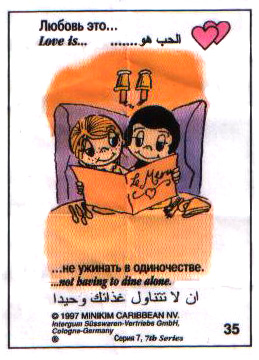 Любовь это...
Love is...
الحب هو.......
Le Menu
...не ужинать в одиночестве.
...not having to dine alone.
ان لا تتناول غذائك وحيدا
© 1997 MINIKIM CARIBBEAN NV.
Intergum Süsswaren-Vertriebs GmbH,
Cologne-Germany
® Серия 7, 7th Series
35